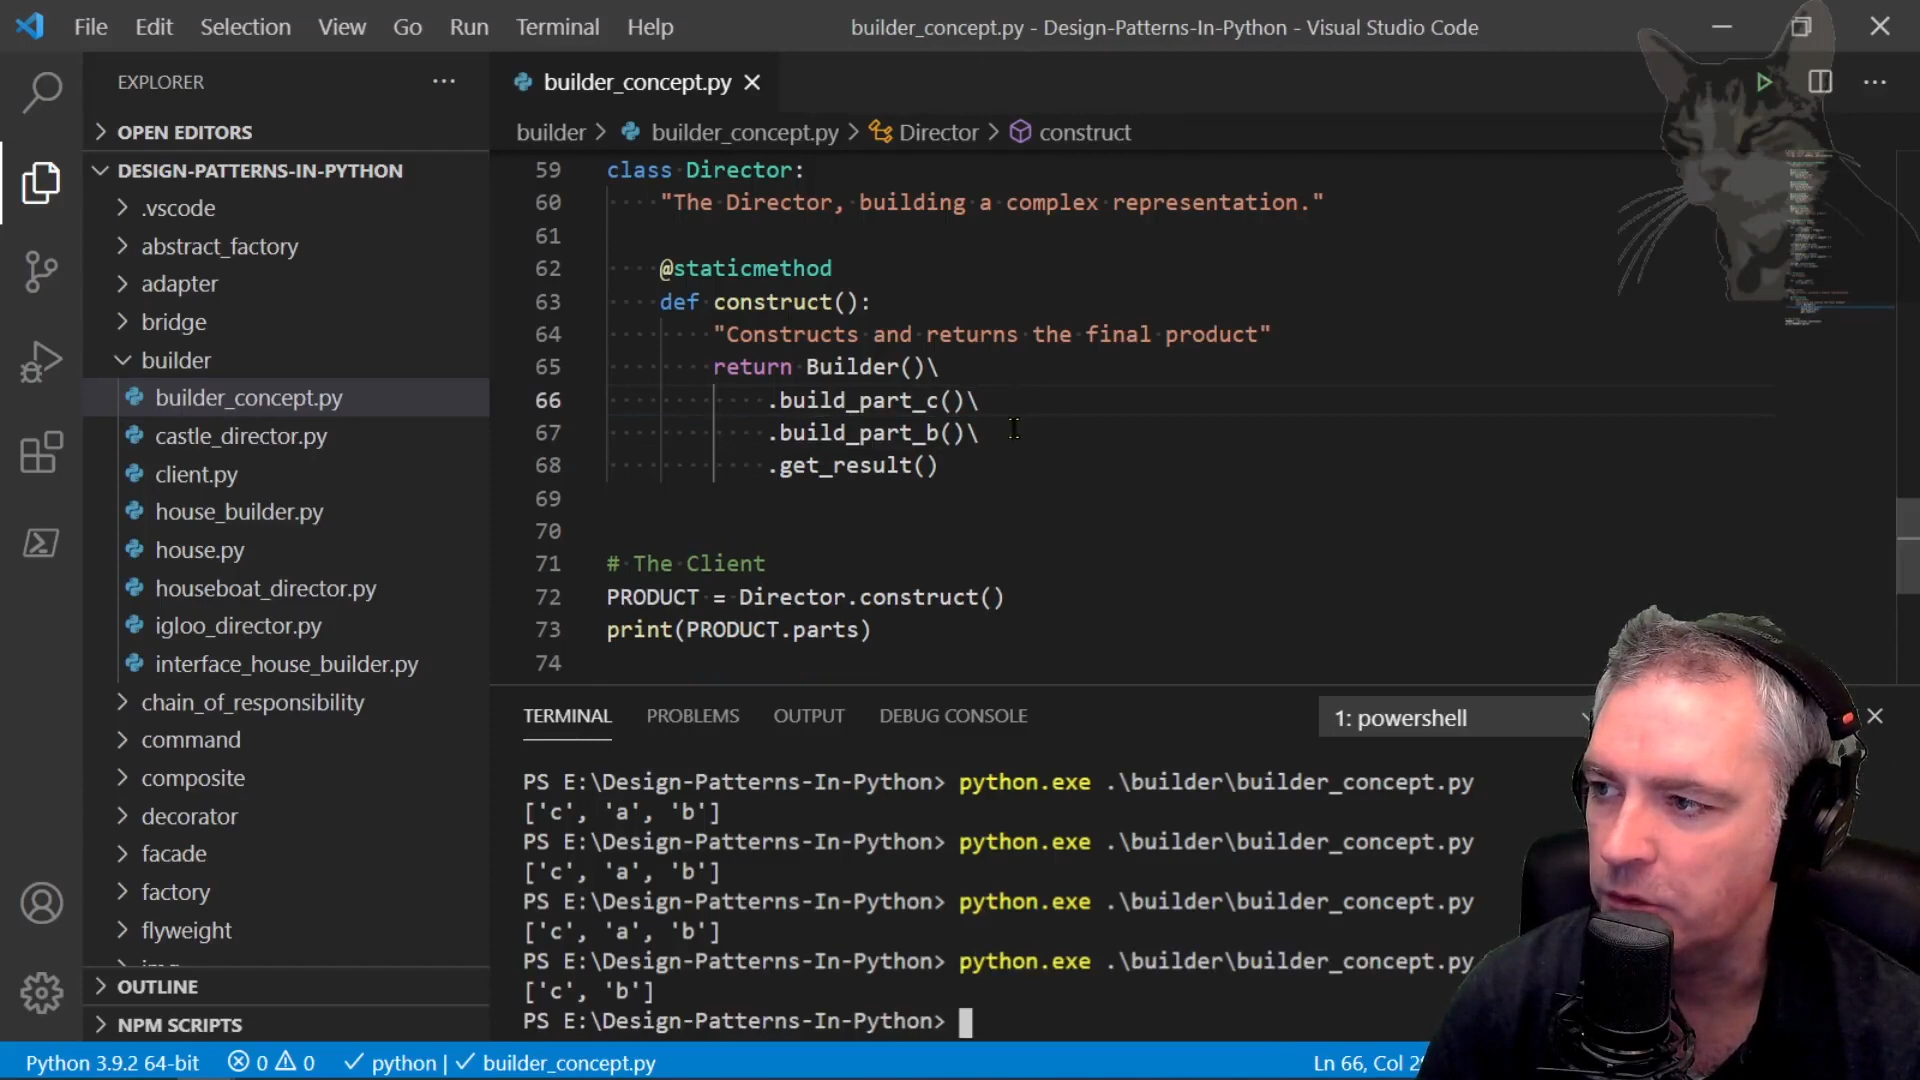 File Edit Selection View Go Run Terminal Help
builder_concept.py - Design-Patterns-In-Python - Visual Studio Code
EXPLORER
OPEN EDITORS
DESIGN-PATTERNS-IN-PYTHON
.vscode
abstract_factory
adapter
bridge
builder
builder_concept.py
castle_director.py
client.py
house_builder.py
house.py
houseboat_director.py
igloo_director.py
interface_house_builder.py
chain_of_responsibility
command
composite
decorator
facade
factory
flyweight
OUTLINE
NPM SCRIPTS
builder_concept.py
builder > builder_concept.py > Director > construct
59 class Director:
60 "The Director, building a complex representation."
61
62 @staticmethod
63 def construct():
64 "Constructs and returns the final product"
65 return Builder()\
66 .build_part_c()\
67 .build_part_b()\
68 .get_result()
69
70
71 # The Client
72 PRODUCT = Director.construct()
73 print(PRODUCT.parts)
74
TERMINAL PROBLEMS OUTPUT DEBUG CONSOLE
1: powershell
PS E:\Design-Patterns-In-Python> python.exe .\builder\builder_concept.py
['c', 'a', 'b']
PS E:\Design-Patterns-In-Python> python.exe .\builder\builder_concept.py
['c', 'a', 'b']
PS E:\Design-Patterns-In-Python> python.exe .\builder\builder_concept.py
['c', 'a', 'b']
PS E:\Design-Patterns-In-Python> python.exe .\builder\builder_concept.py
['c', 'b']
PS E:\Design-Patterns-In-Python>
Python 3.9.2 64-bit 0 0 python | builder_concept.py
Ln 66, Col